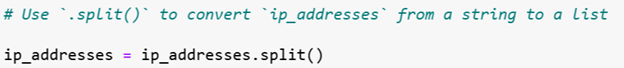 # Use `.split()` to convert `ip_addresses` from a string to a list
ip_addresses = ip_addresses.split()